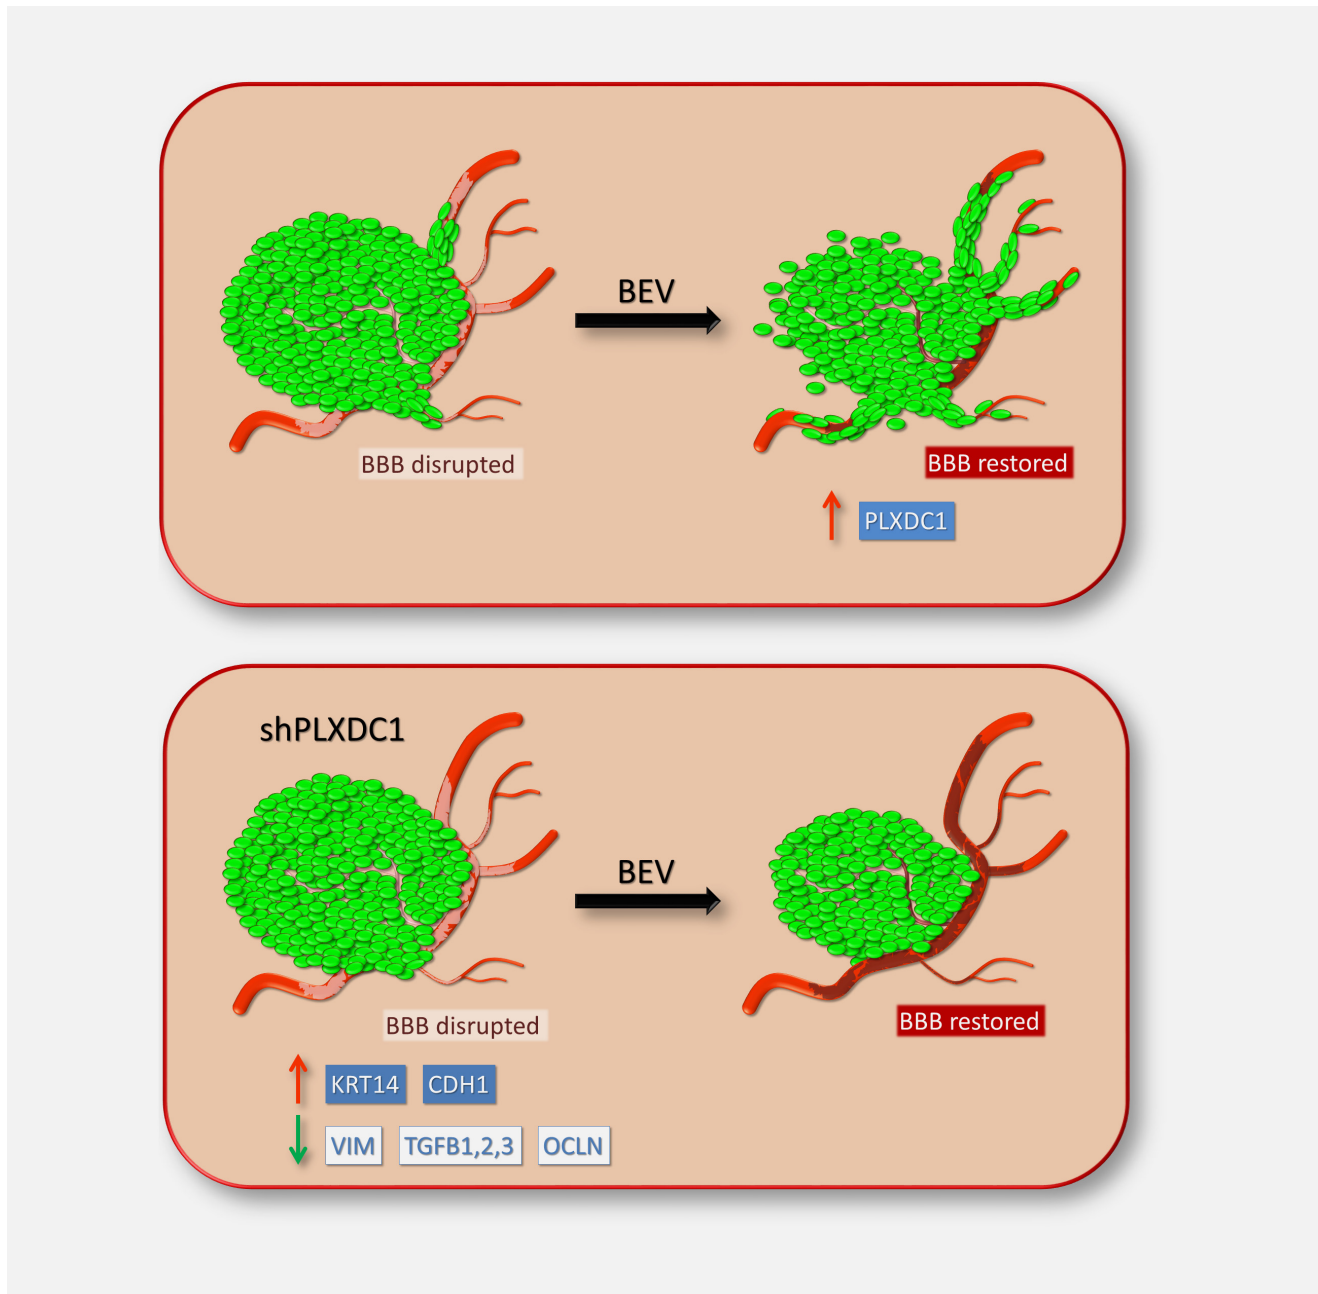 BEV
BBB disrupted
BBB restored
PLXDC1
shPLXDC1
BEV
BBB disrupted
BBB restored
KRT14 CDH1
VIM TGFB1,2,3 OCLN